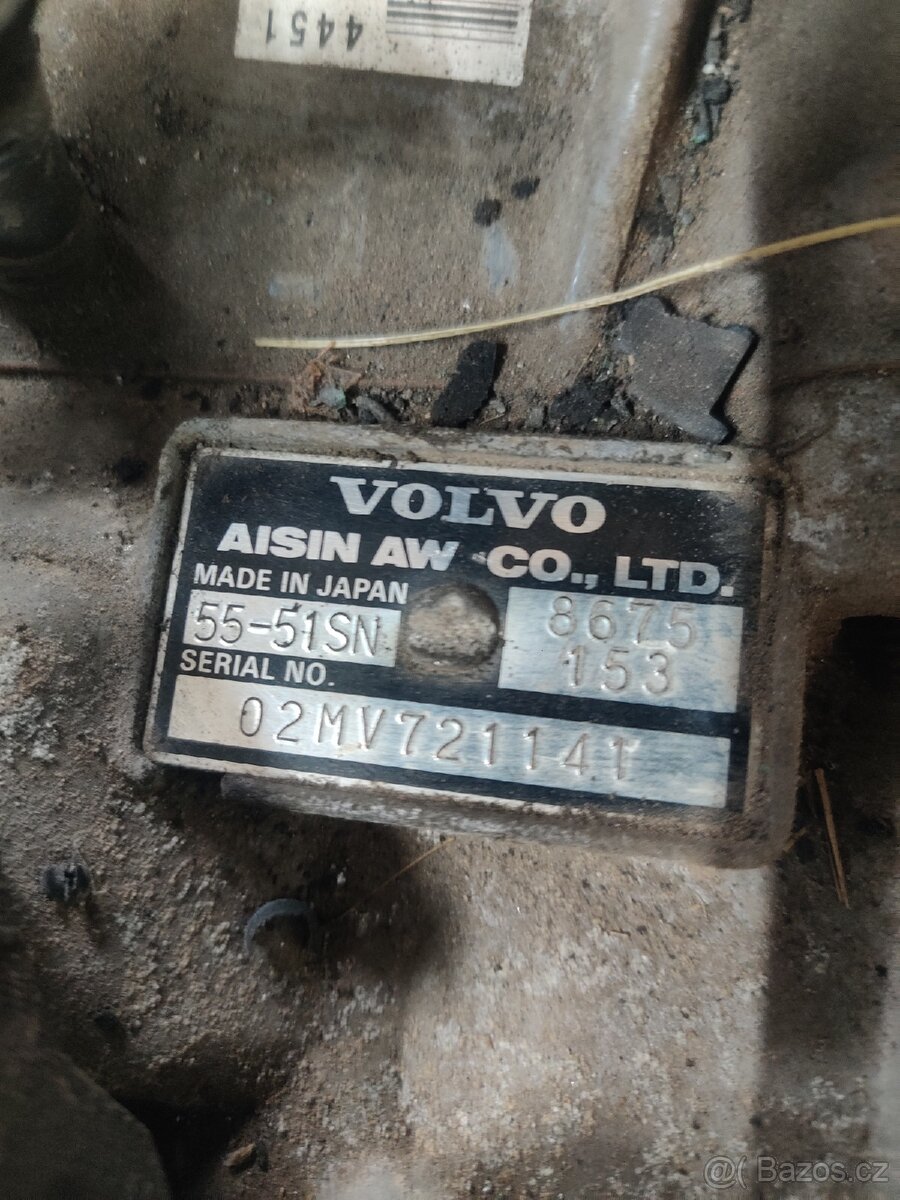 4451
VOLVO
AISIN AW CO., LTD.
MADE IN JAPAN
55-51SN
8675
153
SERIAL NO.
02MV721141
@( Bazos.cz